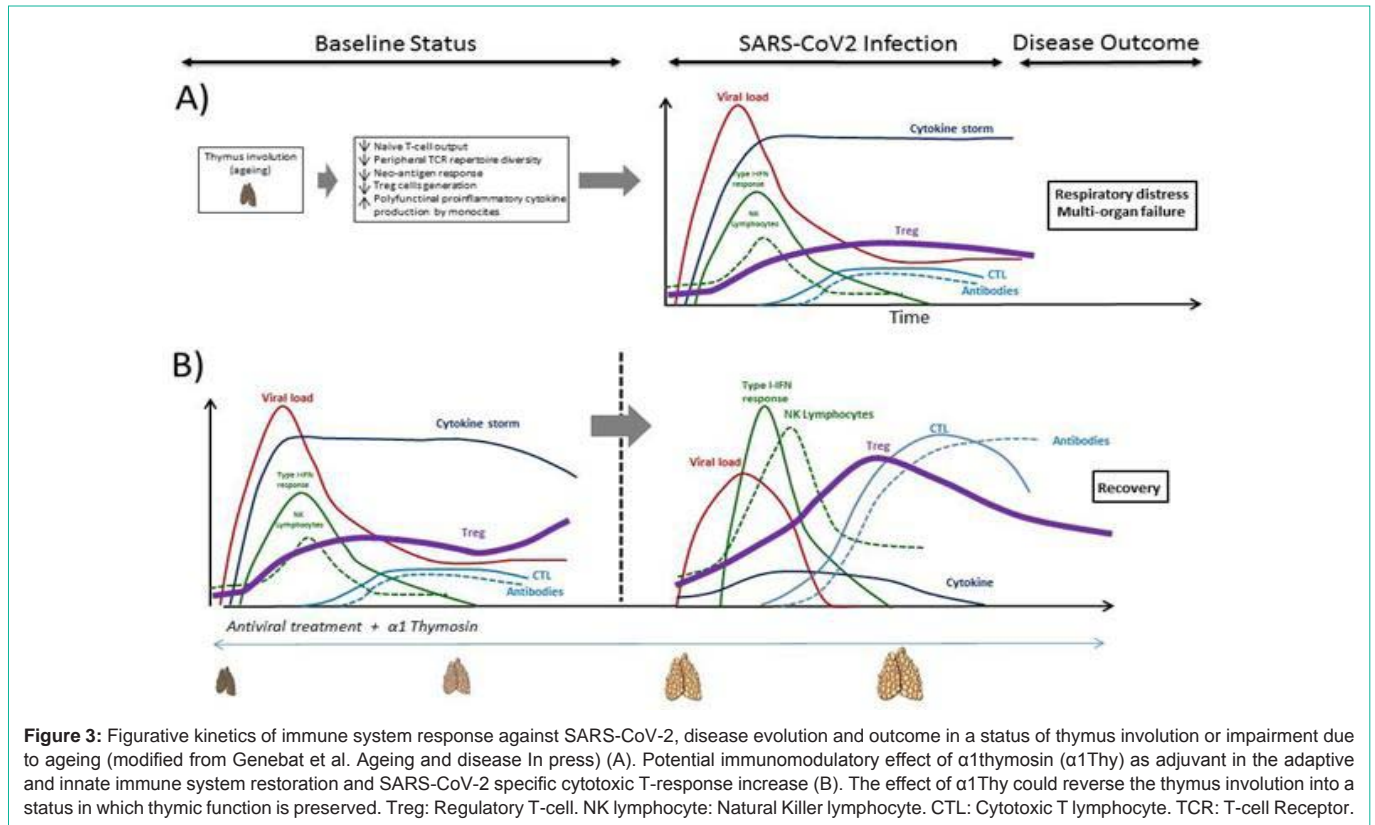 Baseline Status
SARS-CoV2 Infection
Disease Outcome
A)
Thymus involution
(ageing)
Naive T-cell output
Peripheral TCR repertoire diversity
Neo-antigen response
Treg cells generation
Polyfunctinal proinflammatory cytokine
production by monocites
Viral load
Cytokine storm
Type I-IFN
response
NK
Lymphocytes
Treg
CTL
Antibodies
Time
Respiratory distress
Multi-organ failure
B)
Viral load
Cytokine storm
Type I-IFN
response
NK
Lymphocytes
Treg
CTL
Antibodies
Type I-IFN
response
NK Lymphocytes
Viral load
Treg
CTL
Antibodies
Cytokine
Recovery
Antiviral treatment + α1 Thymosin
Figure 3: Figurative kinetics of immune system response against SARS-CoV-2, disease evolution and outcome in a status of thymus involution or impairment due
to ageing (modified from Genebat et al. Ageing and disease In press) (A). Potential immunomodulatory effect of α1thymosin (α1Thy) as adjuvant in the adaptive
and innate immune system restoration and SARS-CoV-2 specific cytotoxic T-response increase (B). The effect of α1Thy could reverse the thymus involution into a
status in which thymic function is preserved. Treg: Regulatory T-cell. NK lymphocyte: Natural Killer lymphocyte. CTL: Cytotoxic T lymphocyte. TCR: T-cell Receptor.